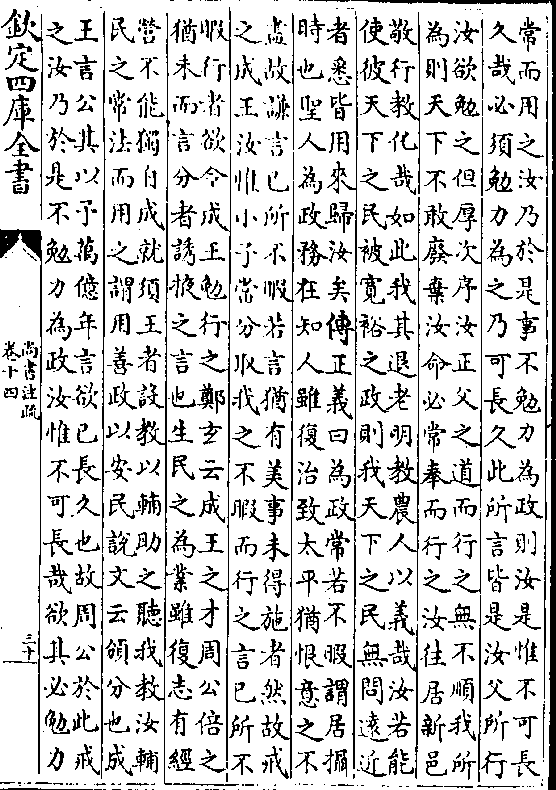 常而用之汝乃於是事不勉力為政則汝是惟不可長
久哉必須勉力為之乃可長久此所言皆是汝父所行
汝欲勉之但厚次序汝正父之道而行之無不順我所
為則天下不敢廢棄汝命必常奉而行之汝往居新邑
敬行教化哉如此我其退老明教農人以義哉汝若能
使彼天下之民被寛裕之政則我天下之民無問遠近
者悉皆用來歸汝矣傳正義曰為政常若不暇謂居攝
時也聖人為政務在知人雖復治致太平猶恨意之不
盡故謙言已所不暇若言猶有美事未得施者然故戒
之成王汝惟小子當分取我之不暇而行之言已所不
暇行者欲令成王勉行之鄭玄云成王之才周公倍之
猶未而言分者誘掖之言也生民之為業雖復志有經
營不能獨自成就須王者設教以輔助之聽我教汝輔
民之常法而用之謂用善政以安民說文云頒分也成
王言公其以予萬億年言欲已長久也故周公於此戒
之汝乃於是不勉力為政汝惟不可長哉欲其必勉力
欽定四庫全書
尚書注疏
卷十四
三十一